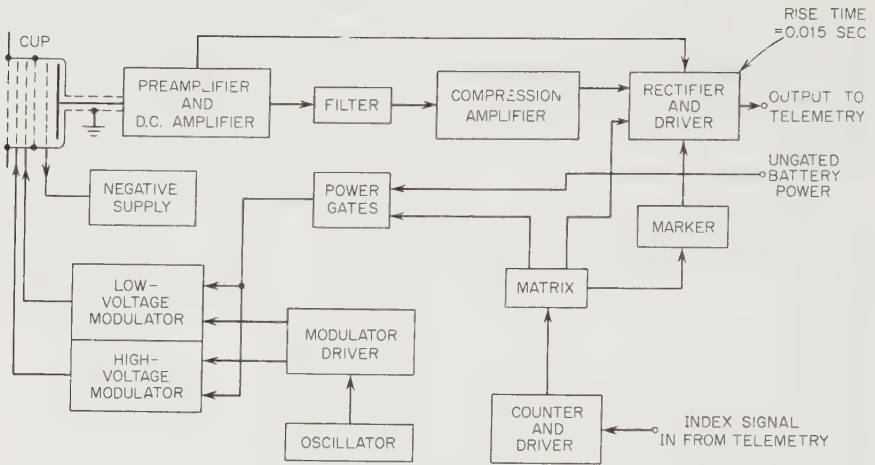 RISE TIME
=0.015 SEC
CUP
PREAMPLIFIER
AND
D.C. AMPLIFIER
FILTER
COMPRESSION
AMPLIFIER
RECTIFIER
AND
DRIVER
OUTPUT TO
TELEMETRY
NEGATIVE
SUPPLY
POWER
GATES
UNGATED
BATTERY
POWER
MARKER
MATRIX
LOW-
VOLTAGE
MODULATOR
HIGH-
VOLTAGE
MODULATOR
MODULATOR
DRIVER
OSCILLATOR
COUNTER
AND
DRIVER
INDEX SIGNAL
IN FROM TELEMETRY